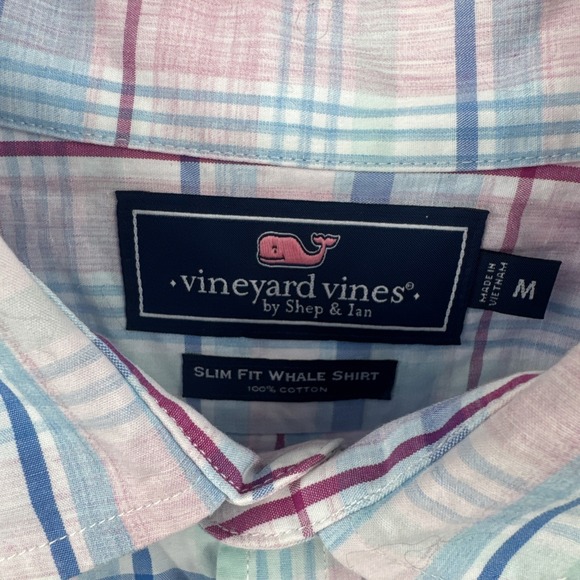 vineyard vines®
by Shep & Ian
MADE IN
VIETNAM
M
SLIM FIT WHALE SHIRT
100% COTTON